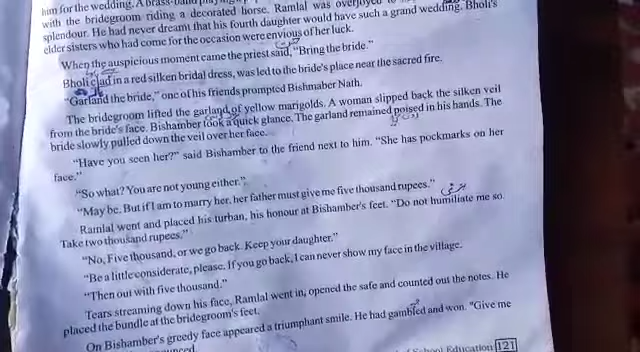 him for the wedding. A brass-band
with the bridegroom riding a decorated horse. Ramlal was overjoyed to
splendour. He had never dreamt that his fourth daughter would have such a grand wedding. Bholi's
elder sisters who had come for the occasion were envious of her luck.
When the auspicious moment came the priest said, "Bring the bride."
Bholi clad in a red silken bridal dress, was led to the bride's place near the sacred fire.
"Garland the bride," one of his friends prompted Bishmaber Nath.
The bridegroom lifted the garland of yellow marigolds. A woman slipped back the silken veil
from the bride's face. Bishamber took a quick glance. The garland remained poised in his hands. The
bride slowly pulled down the veil over her face.
"Have you seen her?" said Bishamber to the friend next to him. "She has pockmarks on her
face."
"So what? You are not young either."
"May be. But if I am to marry her, her father must give me five thousand rupees."
Ramlal went and placed his turban, his honour at Bishamber's feet. "Do not humiliate me so.
Take two thousand rupees."
"No, Five thousand, or we go back. Keep your daughter."
"Be a little considerate, please. If you go back, I can never show my face in the village.
"Then out with five thousand."
Tears streaming down his face, Ramlal went in, opened the safe and counted out the notes. He
placed the bundle at the bridegroom's feet.
On Bishamber's greedy face appeared a triumphant smile. He had gambled and won. "Give me
School Education 121